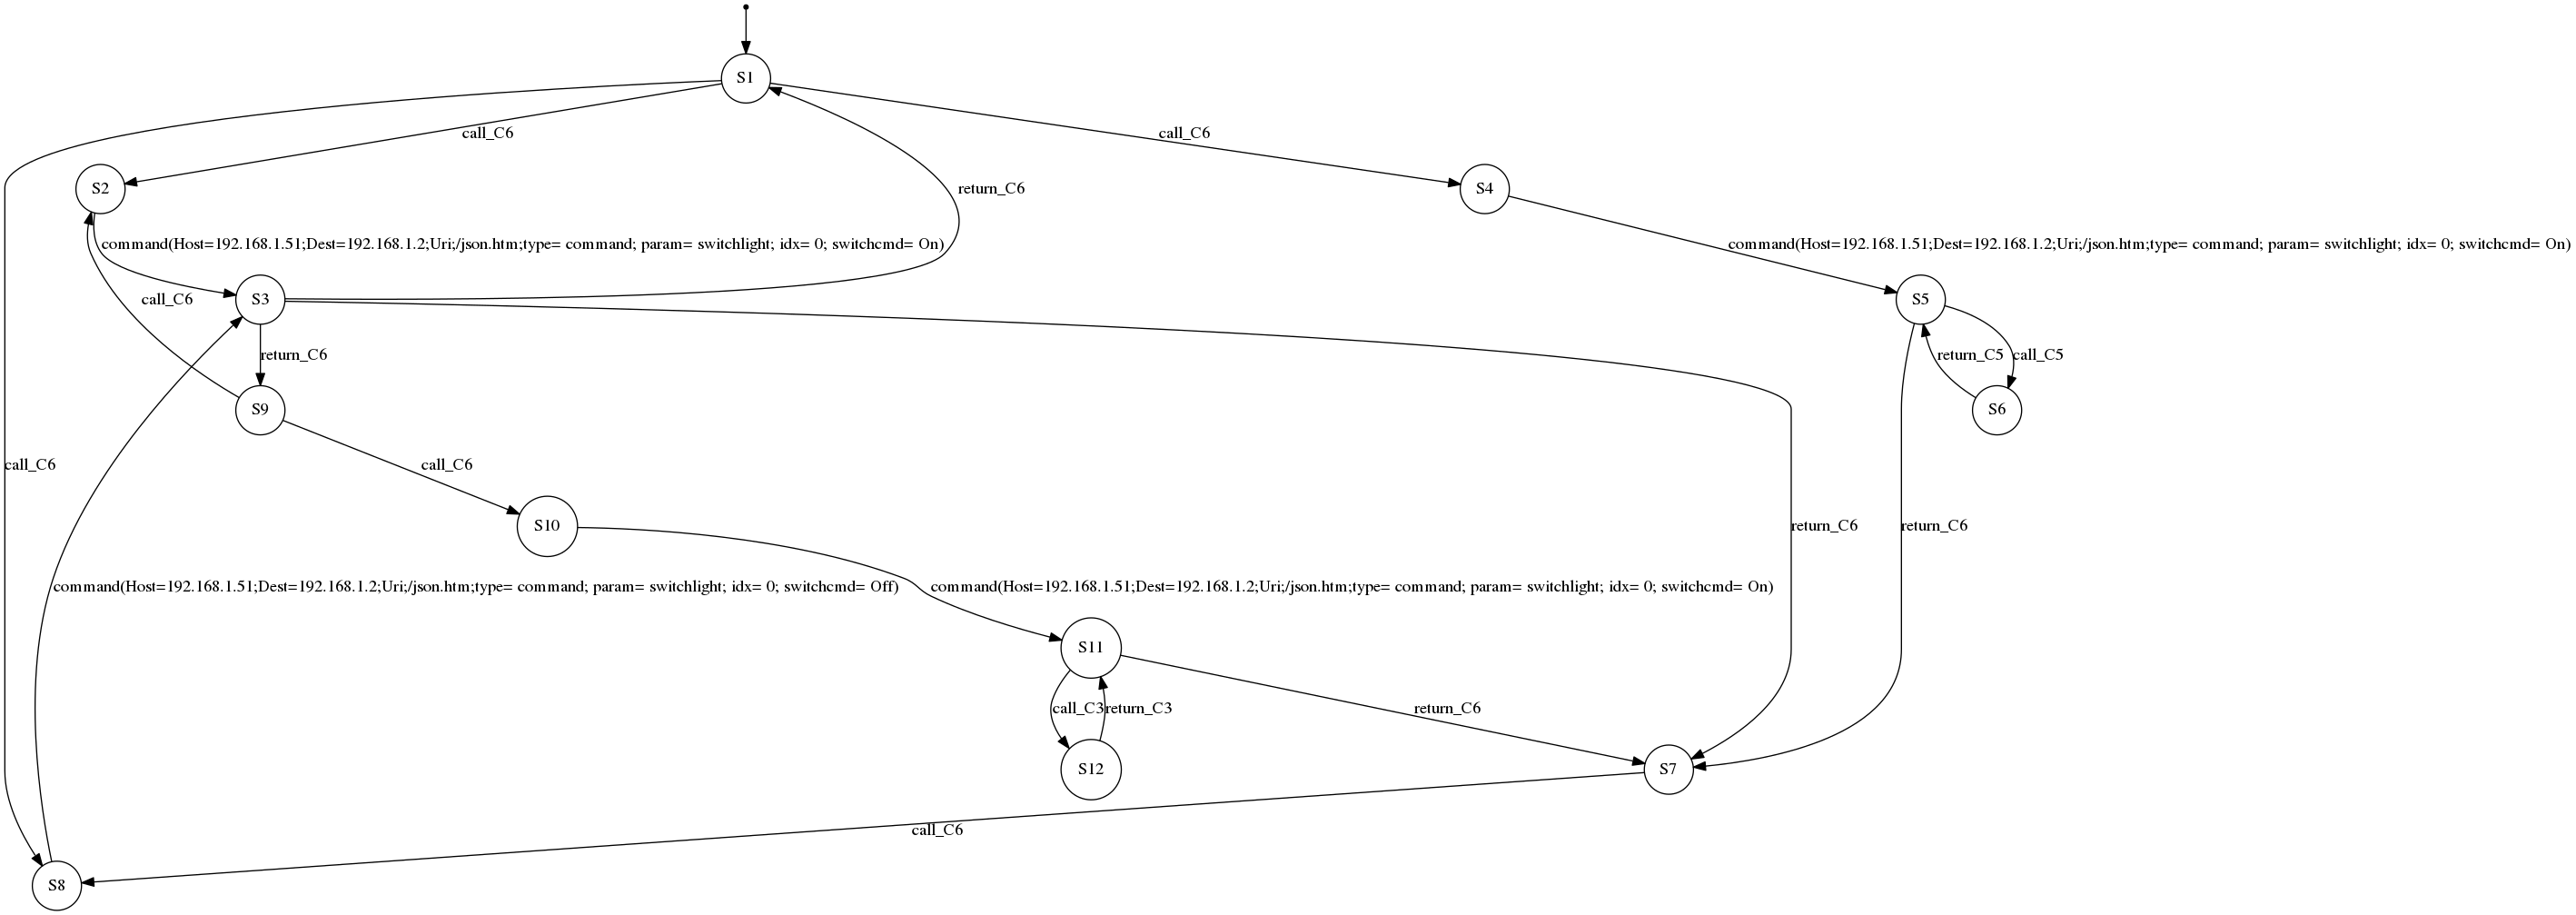 S1
call_C6
call_C6
S2
S4
return_C6
command(Host=192.168.1.51;Dest=192.168.1.2;Uri;/json.htm;type= command; param= switchlight; idx= 0; switchcmd= On)
command(Host=192.168.1.51;Dest=192.168.1.2;Uri;/json.htm;type= command; param= switchlight; idx= 0; switchcmd= On)
call_C6
S3
S5
return_C6
return_C5
call_C5
S9
S6
call_C6
call_C6
S10
return_C6
return_C6
command(Host=192.168.1.51;Dest=192.168.1.2;Uri;/json.htm;type= command; param= switchlight; idx= 0; switchcmd= Off)
command(Host=192.168.1.51;Dest=192.168.1.2;Uri;/json.htm;type= command; param= switchlight; idx= 0; switchcmd= On)
S11
call_C3
return_C3
return_C6
S12
S7
call_C6
S8